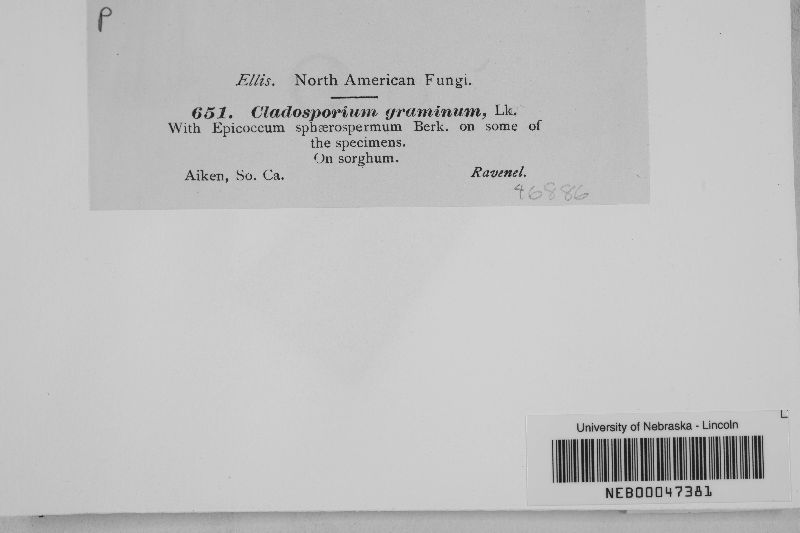 P
Ellis. North American Fungi.
651. Cladosporium graminum, Lk.
With Epicoccum sphærospermum Berk. on some of
the specimens.
On sorghum.
Aiken, So. Ca. Ravenel.
46886
University of Nebraska - Lincoln
NEB00047381